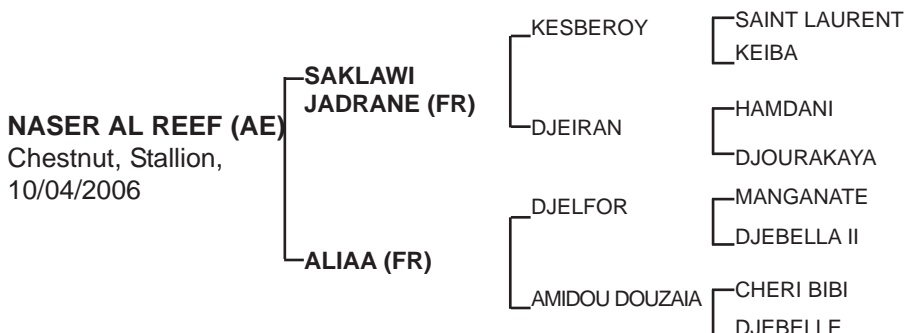 NASER AL REEF (AE)
Chestnut, Stallion,
10/04/2006
SAKLAWI
JADRANE (FR)
ALIAA (FR)
KESBEROY
DJEIRAN
DJELFOR
AMIDOU DOUZAIA
SAINT LAURENT
KEIBA
HAMDANI
DJOURAKAYA
MANGANATE
DJEBELLA II
CHERI BIBI
DJEBELLE